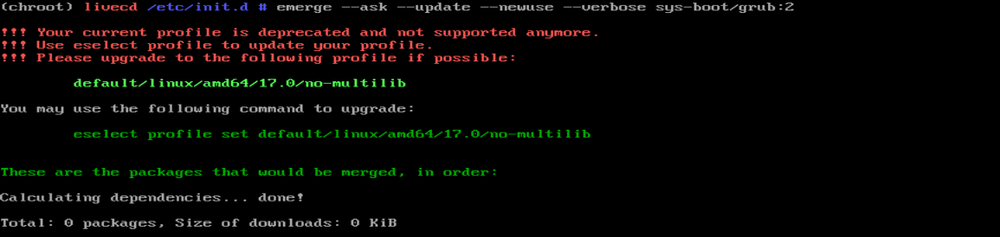 (chroot) livecd /etc/init.d # emerge --ask --update --newuse --verbose sys-boot/grub:2
!!! Your current profile is deprecated and not supported anymore.
!!! Use eselect profile to update your profile.
!!! Please upgrade to the following profile if possible:
default/linux/amd64/17.0/no-multilib
You may use the following command to upgrade:
eselect profile set default/linux/amd64/17.0/no-multilib
These are the packages that would be merged, in order:
Calculating dependencies... done!
Total: 0 packages, Size of downloads: 0 KiB